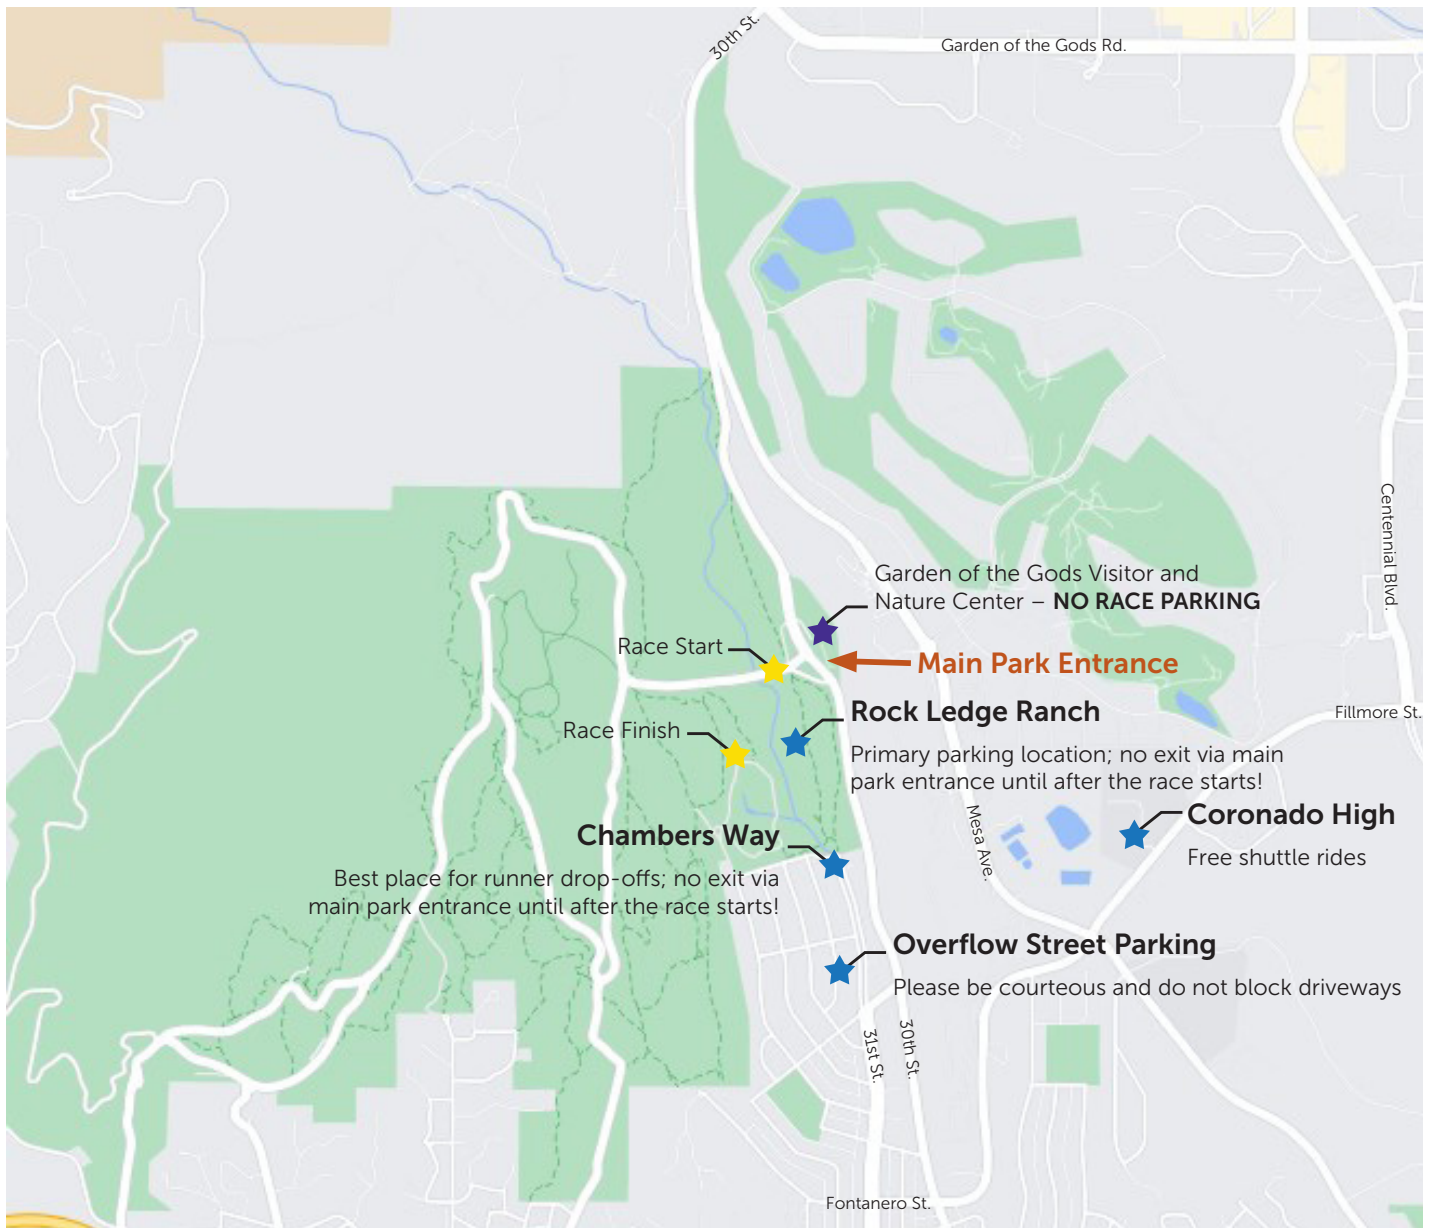 30th St.
Garden of the Gods Rd.
Centennial Blvd.
Garden of the Gods Visitor and
Nature Center – NO RACE PARKING
Race Start
Main Park Entrance
Rock Ledge Ranch
Fillmore St.
Race Finish
Primary parking location; no exit via main
park entrance until after the race starts!
Mesa Ave.
Coronado High
Free shuttle rides
Chambers Way
Best place for runner drop-offs; no exit via
main park entrance until after the race starts!
Overflow Street Parking
Please be courteous and do not block driveways
31st St.
30th St.
Fontanero St.